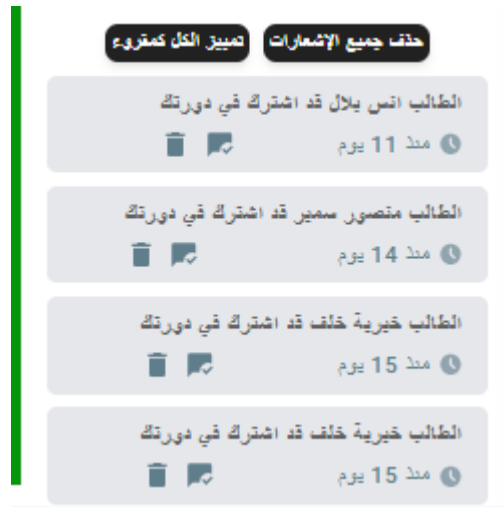 حذف جميع الإشعارات تمييز الكل كمقروء
الطالب انس بلال قد اشترك في دورتك
منذ 11 يوم
الطالب منصور سمير قد اشترك في دورتك
منذ 14 يوم
الطالب خيرية خلف قد اشترك في دورتك
منذ 15 يوم
الطالب خيرية خلف قد اشترك في دورتك
منذ 15 يوم